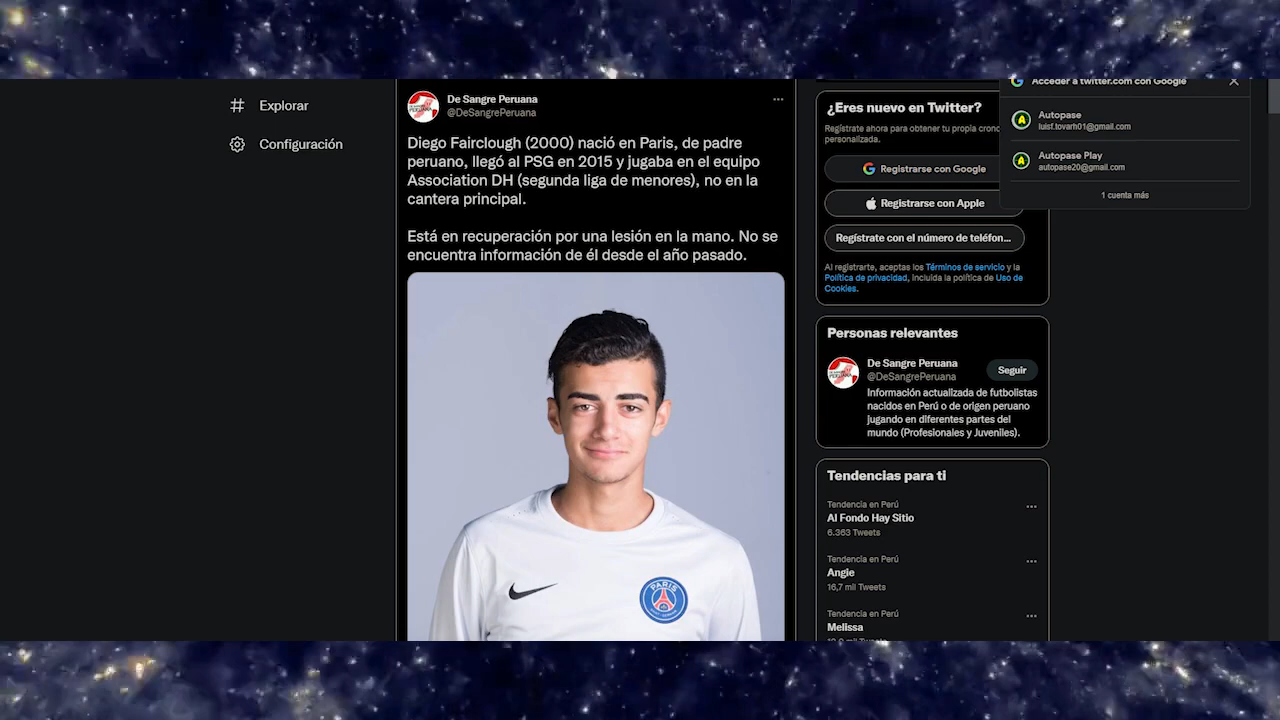 Explorar
Configuración
De Sangre Peruana
@DeSangrePeruana
Diego Fairclough (2000) nació en Paris, de padre
peruano, llegó al PSG en 2015 y jugaba en el equipo
Association DH (segunda liga de menores), no en la
cantera principal.
Está en recuperación por una lesión en la mano. No se
encuentra información de él desde el año pasado.
PARIS
¿Eres nuevo en Twitter?
Regístrate ahora para obtener tu propia cronc
personalizada.
Registrarse con Google
Registrarse con Apple
Regístrate con el número de teléfon...
Al registrarte, aceptas los Términos de servicio y la
Política de privacidad, incluida la política de Uso de
Cookies.
Acceder a twitter.com con Google
Autopase
luisf.tovarh01@gmail.com
Autopase Play
autopase20@gmail.com
1 cuenta más
Personas relevantes
De Sangre Peruana
@DeSangrePeruana
Seguir
Información actualizada de futbolistas
nacidos en Perú o de origen peruano
jugando en diferentes partes del
mundo (Profesionales y Juveniles).
Tendencias para ti
Tendencia en Perú
Al Fondo Hay Sitio
6.363 Tweets
Tendencia en Perú
Angie
16,7 mil Tweets
Tendencia en Perú
Melissa